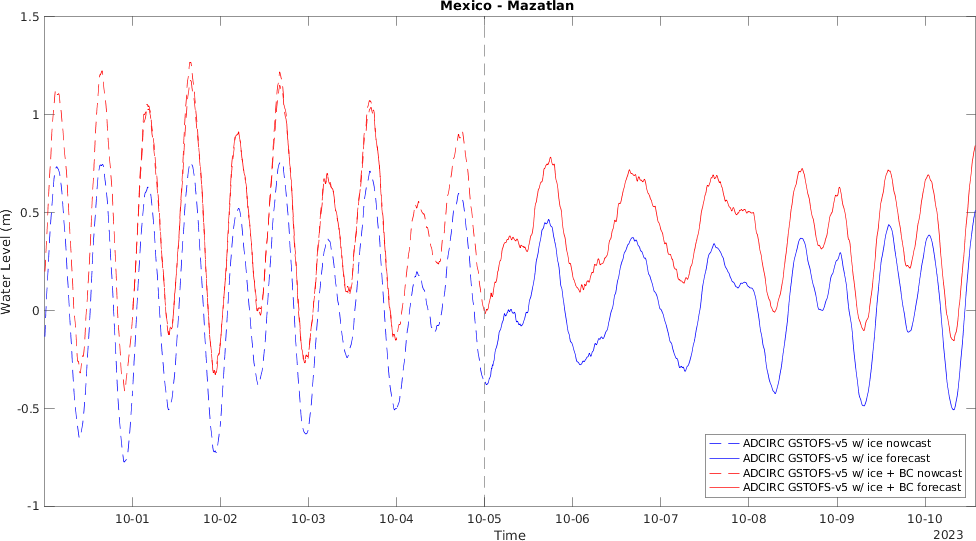 Mexico - Mazatlan
1.5
1
0.5
0
-0.5
-1
Water Level (m)
10-01 10-02 10-03 10-04 10-05 10-06 10-07 10-08 10-09 10-10
Time
2023
ADCIRC GSTOFS-v5 w/ ice nowcast
ADCIRC GSTOFS-v5 w/ ice forecast
ADCIRC GSTOFS-v5 w/ ice + BC nowcast
ADCIRC GSTOFS-v5 w/ ice + BC forecast